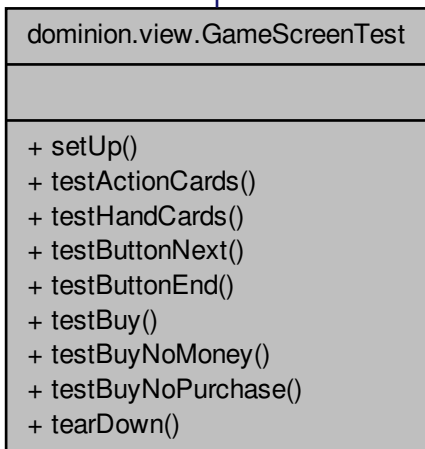 dominion.view.GameScreenTest
+ setUp()
+ testActionCards()
+ testHandCards()
+ testButtonNext()
+ testButtonEnd()
+ testBuy()
+ testBuyNoMoney()
+ testBuyNoPurchase()
+ tearDown()